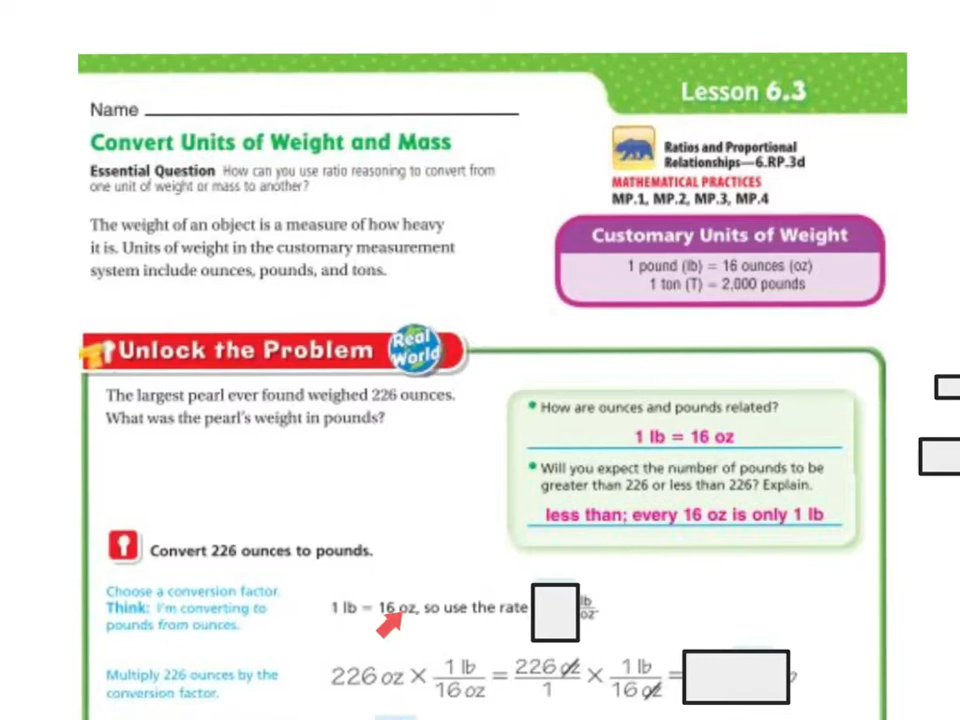 Lesson 6.3
Name
Convert Units of Weight and Mass
Essential Question How can you use ratio reasoning to convert from
one unit of weight or mass to another?
Ratios and Proportional
Relationships—6.RP.3d
MATHEMATICAL PRACTICES
MP.1, MP.2, MP.3, MP.4
The weight of an object is a measure of how heavy
it is. Units of weight in the customary measurement
system include ounces, pounds, and tons.
Customary Units of Weight
1 pound (lb) = 16 ounces (oz)
1 ton (T) = 2,000 pounds
Unlock the Problem
Real
World
The largest pearl ever found weighed 226 ounces.
What was the pearl's weight in pounds?
• How are ounces and pounds related?
1 lb = 16 oz
• Will you expect the number of pounds to be
greater than 226 or less than 226? Explain.
less than; every 16 oz is only 1 lb
Convert 226 ounces to pounds.
Choose a conversion factor.
Think: I'm converting to
pounds from ounces.
1 lb = 16 oz, so use the rate lb/oz.
Multiply 226 ounces by the
conversion factor.
226 oz × 1 lb/16 oz = 226 oz/1 × 1 lb/16 oz =